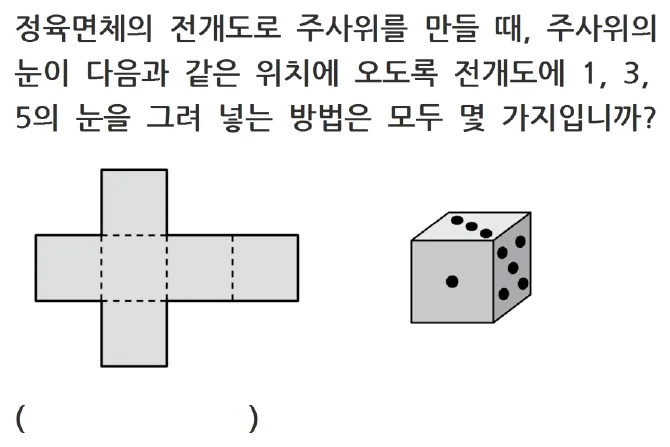 정육면체의 전개도로 주사위를 만들 때, 주사위의
눈이 다음과 같은 위치에 오도록 전개도에 1, 3,
5의 눈을 그려 넣는 방법은 모두 몇 가지입니까?
( )